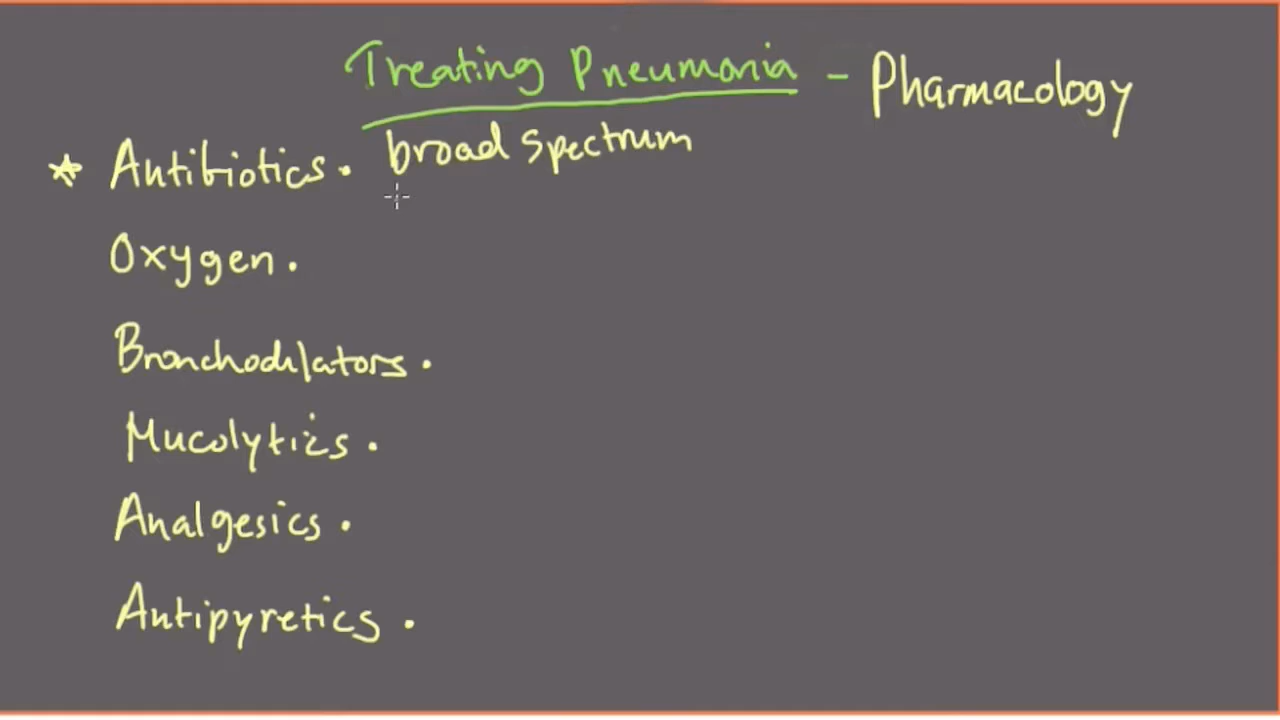 Treating Pneumonia - Pharmacology
* Antibiotics. broad spectrum
Oxygen.
Bronchodilators.
Mucolytics.
Analgesics.
Antipyretics.